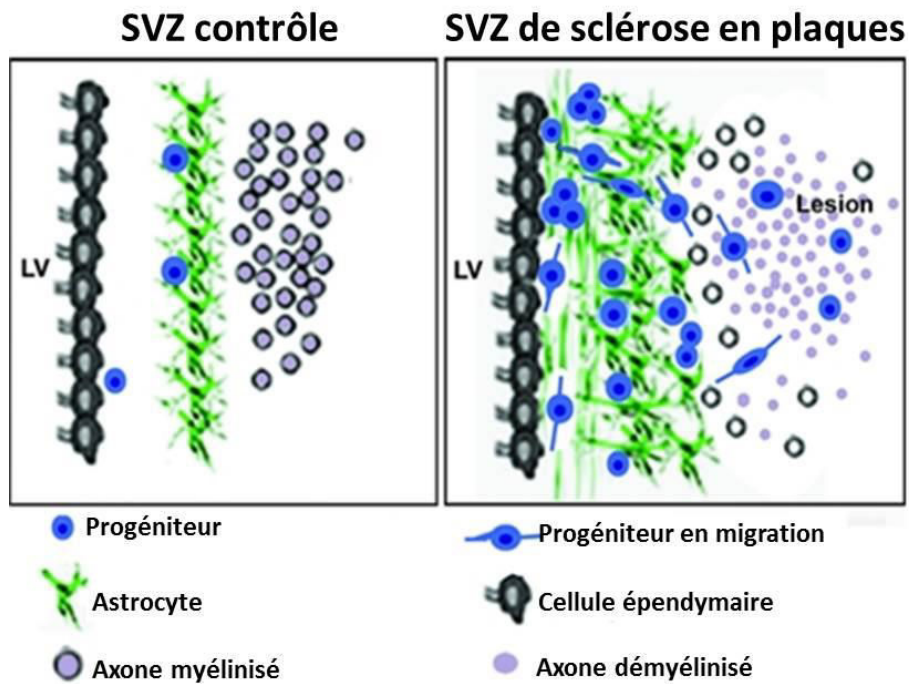 SVZ contrôle
SVZ de sclérose en plaques
LV
LV
Lesion
Progéniteur
Progéniteur en migration
Astrocyte
Cellule épendymaire
Axone myélinisé
Axone démyélinisé